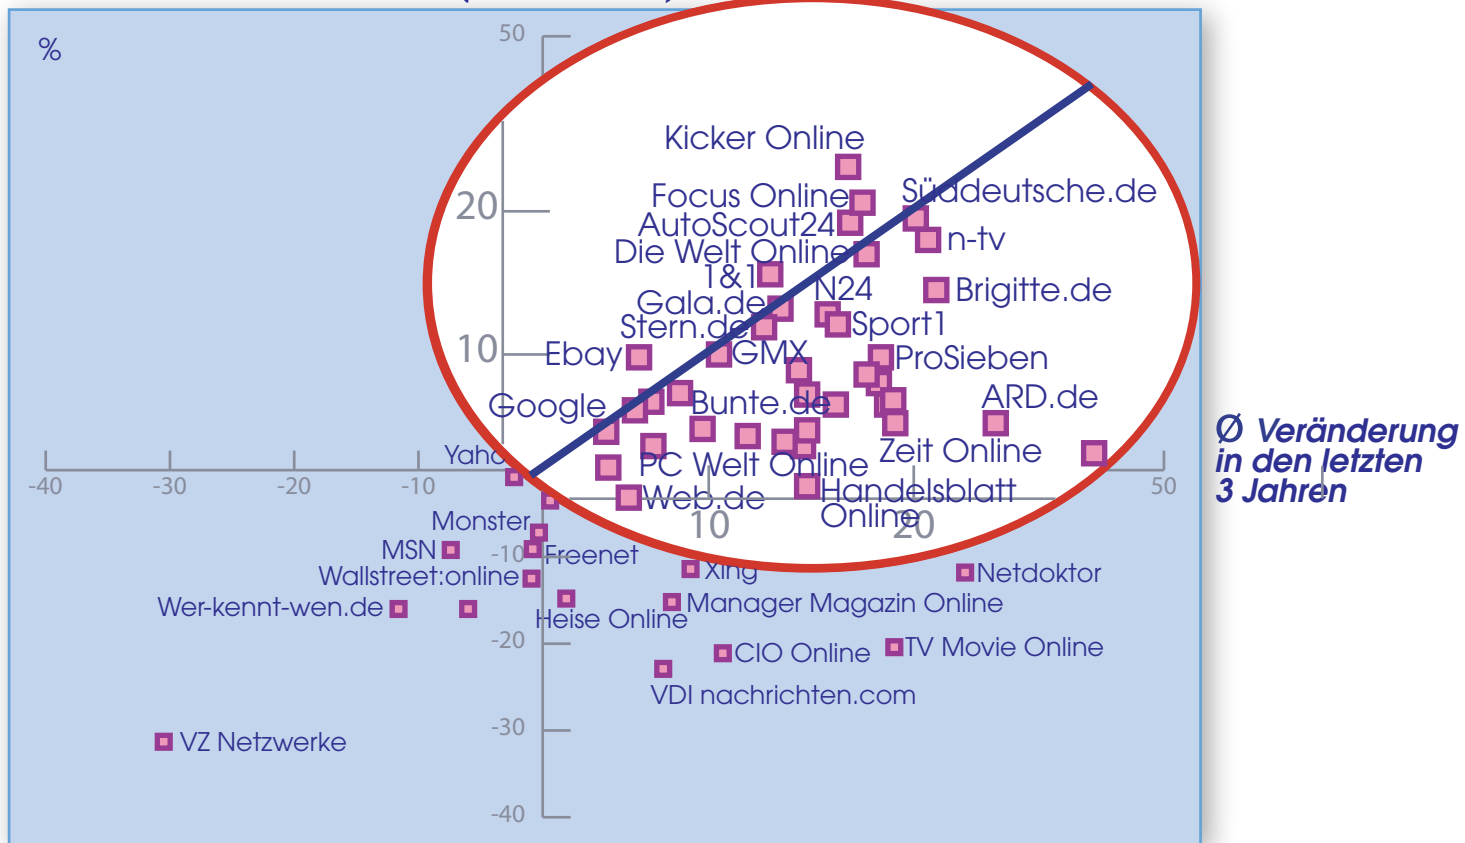 %
50
Kicker Online
Focus Online
Süddeutsche.de
20
AutoScout24
n-tv
Die Welt Online
1&1
N24
Brigitte.de
Gala.de
Stern.de
Sport1
10
Ebay
GMX
ProSieben
Google
Bunte.de
ARD.de
Zeit Online
PC Welt Online
Ø Veränderung
in den letzten
3 Jahren
-40
-30
-20
-10
50
Web.de
Handelsblatt
Online
10
20
Monster
MSN
-10
Freenet
Wallstreet:online
Xing
Netdoktor
Wer-kennt-wen.de
Manager Magazin Online
Heise Online
-20
CIO Online
TV Movie Online
VDI nachrichten.com
-30
VZ Netzwerke
-40